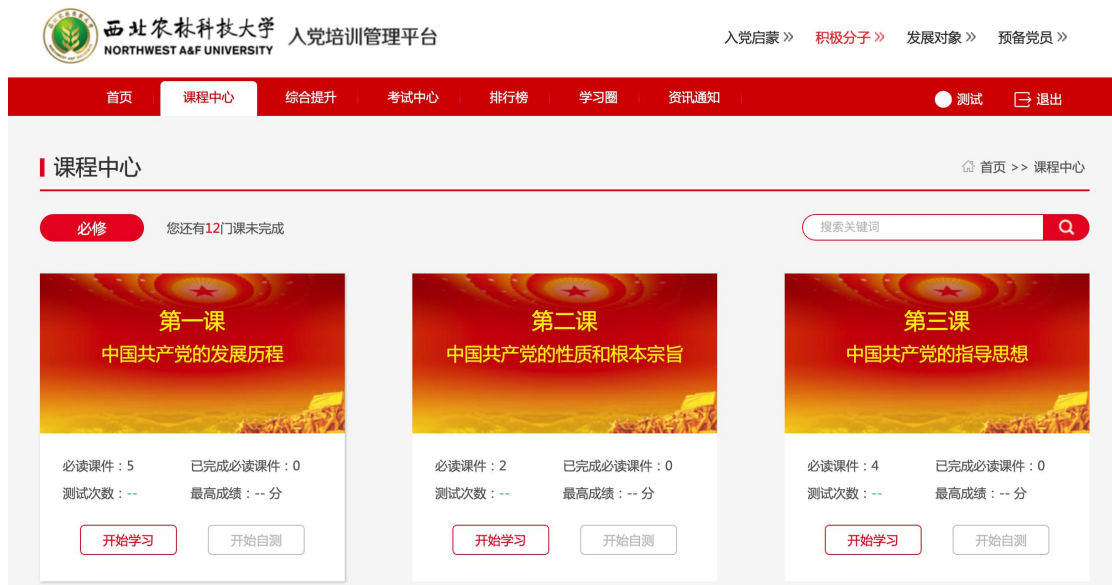 西北农林科技大学
NORTHWEST A&F UNIVERSITY
入党培训管理平台
入党启蒙 积极分子 发展对象 预备党员
首页 课程中心 综合提升 考试中心 排行榜 学习圈 资讯通知 测试 退出
课程中心
首页 >> 课程中心
必修 您还有12门课未完成
搜索关键词
第一课
中国共产党的发展历程
必读课件:5 已完成必读课件:0
测试次数:-- 最高成绩:-- 分
开始学习 开始自测
第二课
中国共产党的性质和根本宗旨
必读课件:2 已完成必读课件:0
测试次数:-- 最高成绩:-- 分
开始学习 开始自测
第三课
中国共产党的指导思想
必读课件:4 已完成必读课件:0
测试次数:-- 最高成绩:-- 分
开始学习 开始自测